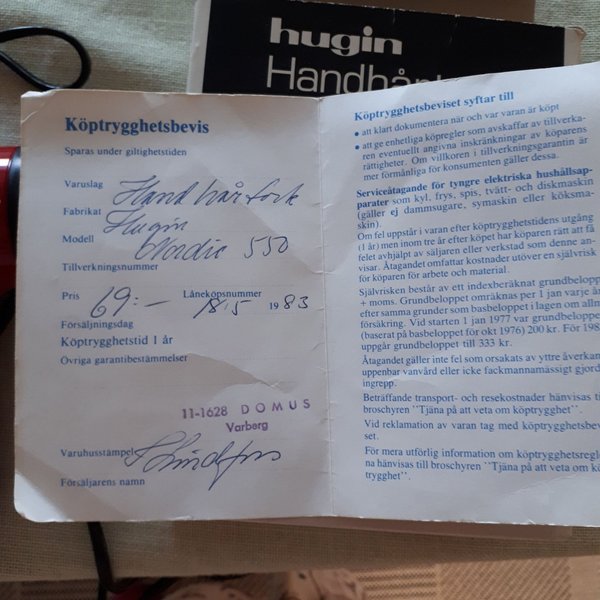 hugin
Köptrygghetsbevis
Sparas under giltighetstiden
Varuslag Hand hårtork
Fabrikat Hugin
Modell Nordic 550
Tillverkningsnummer
Pris 69:– Låneköpsnummer 18/5 1983
Försäljningsdag
Köptrygghetstid 1 år
Övriga garantibestämmelser
11-1628 DOMUS
Varberg
Varuhusstämpel
Försäljarens namn
Köptrygghetsbeviset syftar till
• att klart dokumentera när och var varan är köpt
• att ge enhetliga köpregler som avskaffar av tillverka-
ren eventuellt angivna inskränkningar av köparens
rättigheter. Om villkoren i tillverkningsgarantin är
mer förmånliga för konsumenten gäller dessa.
Serviceåtagande för tyngre elektriska hushållsap-
parater som kyl, frys, spis, tvätt- och diskmaskin
(gäller ej dammsugare, symaskin eller köksma-
skin).
Om fel uppstår i varan efter köptrygghetstidens utgång
(1 år) men inom tre år efter köpet har köparen rätt att få
felet avhjälpt av säljaren eller verkstad som denne an-
visar. Åtagandet omfattar kostnader utöver en självrisk
för köparen för arbete och material.
Självrisken består av ett indexberäknat grundbelopp
+ moms. Grundbeloppet omräknas per 1 jan varje år
efter samma grunder som basbeloppet i lagen om allm
försäkring. Vid starten 1 jan 1977 var grundbeloppet
(baserat på basbeloppet för okt 1976) 200 kr. För 198
uppgår grundbeloppet till 333 kr.
Åtagandet gäller inte fel som orsakats av yttre åverkan
uppenbar vanvård eller icke fackmannamässigt gjord
ingrepp.
Beträffande transport- och resekostnader hänvisas ti
broschyren "Tjäna på att veta om köptrygghet".
Vid reklamation av varan tag med köptrygghetsbev
set.
För mera utförlig information om köptrygghetsregle
na hänvisas till broschyren "Tjäna på att veta om kö
trygghet".